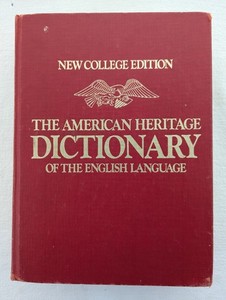 NEW COLLEGE EDITION
THE AMERICAN HERITAGE
DICTIONARY
OF THE ENGLISH LANGUAGE